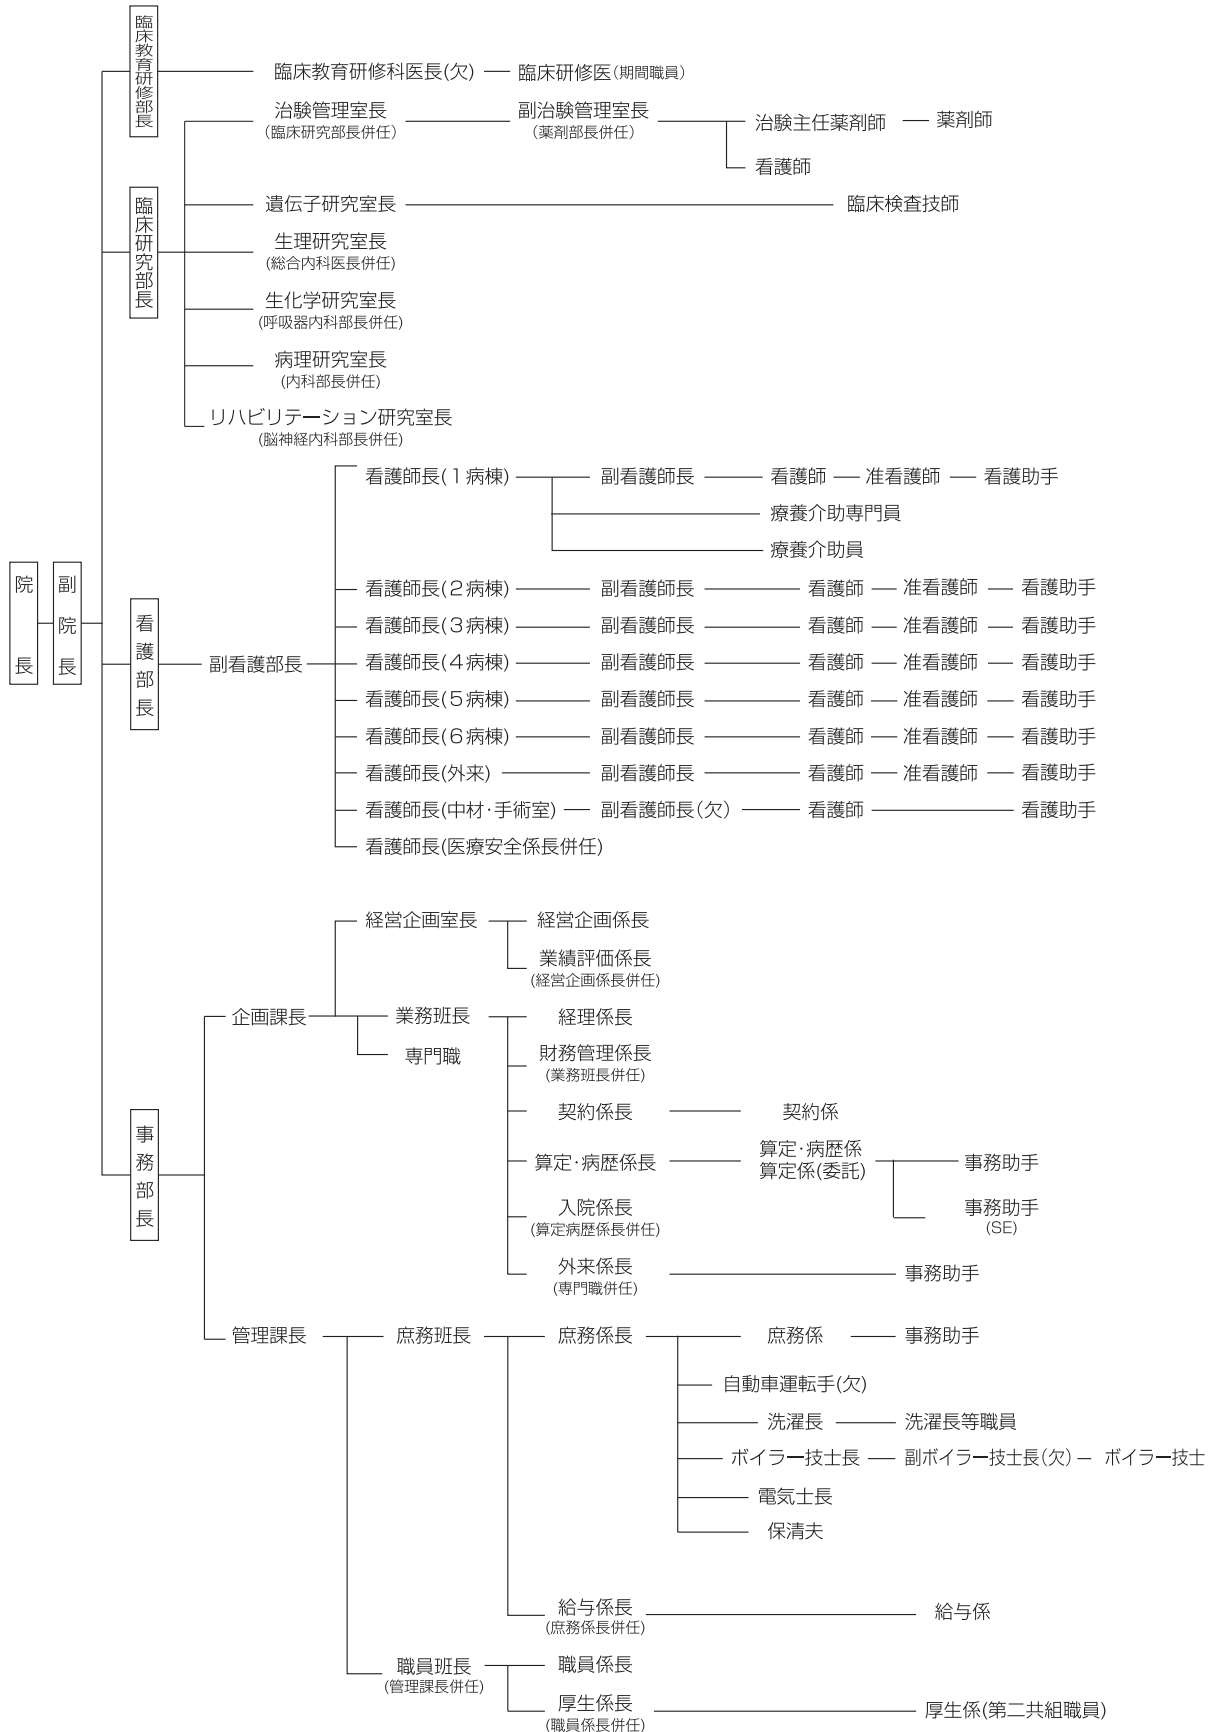 院長
副院長
臨床教育研修部長
臨床教育研修科医長(欠)
臨床研修医(期間職員)
臨床研究部長
治験管理室長
(臨床研究部長併任)
副治験管理室長
(薬剤部長併任)
治験主任薬剤師
薬剤師
看護師
遺伝子研究室長
臨床検査技師
生理研究室長
(総合内科医長併任)
生化学研究室長
(呼吸器内科部長併任)
病理研究室長
(内科部長併任)
リハビリテーション研究室長
(脳神経内科部長併任)
看護部長
副看護部長
看護師長(1病棟) 副看護師長 看護師 准看護師 看護助手
療養介助専門員
療養介助員
看護師長(2病棟) 副看護師長 看護師 准看護師 看護助手
看護師長(3病棟) 副看護師長 看護師 准看護師 看護助手
看護師長(4病棟) 副看護師長 看護師 准看護師 看護助手
看護師長(5病棟) 副看護師長 看護師 准看護師 看護助手
看護師長(6病棟) 副看護師長 看護師 准看護師 看護助手
看護師長(外来) 副看護師長 看護師 准看護師 看護助手
看護師長(中材・手術室) 副看護師長(欠) 看護師 看護助手
看護師長(医療安全係長併任)
事務部長
企画課長
経営企画室長 経営企画係長
業績評価係長
(経営企画係長併任)
業務班長 経理係長
専門職
財務管理係長
(業務班長併任)
契約係長 契約係
算定・病歴係長
算定・病歴係
算定係(委託)
事務助手
事務助手
(SE)
入院係長
(算定病歴係長併任)
外来係長
(専門職併任)
事務助手
管理課長 庶務班長 庶務係長 庶務係 事務助手
自動車運転手(欠)
洗濯長 洗濯長等職員
ボイラー技士長 副ボイラー技士長(欠) ボイラー技士
電気士長
保清夫
給与係長
(庶務係長併任)
給与係
職員班長
(管理課長併任)
職員係長
厚生係長
(職員係長併任)
厚生係(第二共組職員)